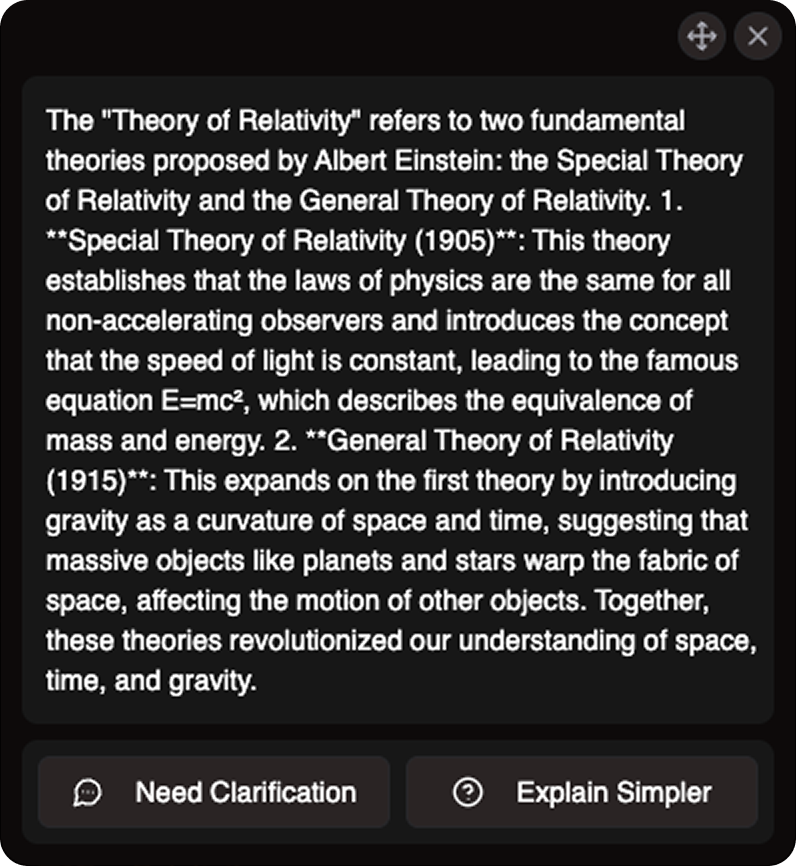 The "Theory of Relativity" refers to two fundamental
theories proposed by Albert Einstein: the Special Theory
of Relativity and the General Theory of Relativity. 1.
**Special Theory of Relativity (1905)**: This theory
establishes that the laws of physics are the same for all
non-accelerating observers and introduces the concept
that the speed of light is constant, leading to the famous
equation E=mc², which describes the equivalence of
mass and energy. 2. **General Theory of Relativity
(1915)**: This expands on the first theory by introducing
gravity as a curvature of space and time, suggesting that
massive objects like planets and stars warp the fabric of
space, affecting the motion of other objects. Together,
these theories revolutionized our understanding of space,
time, and gravity.
Need Clarification
Explain Simpler